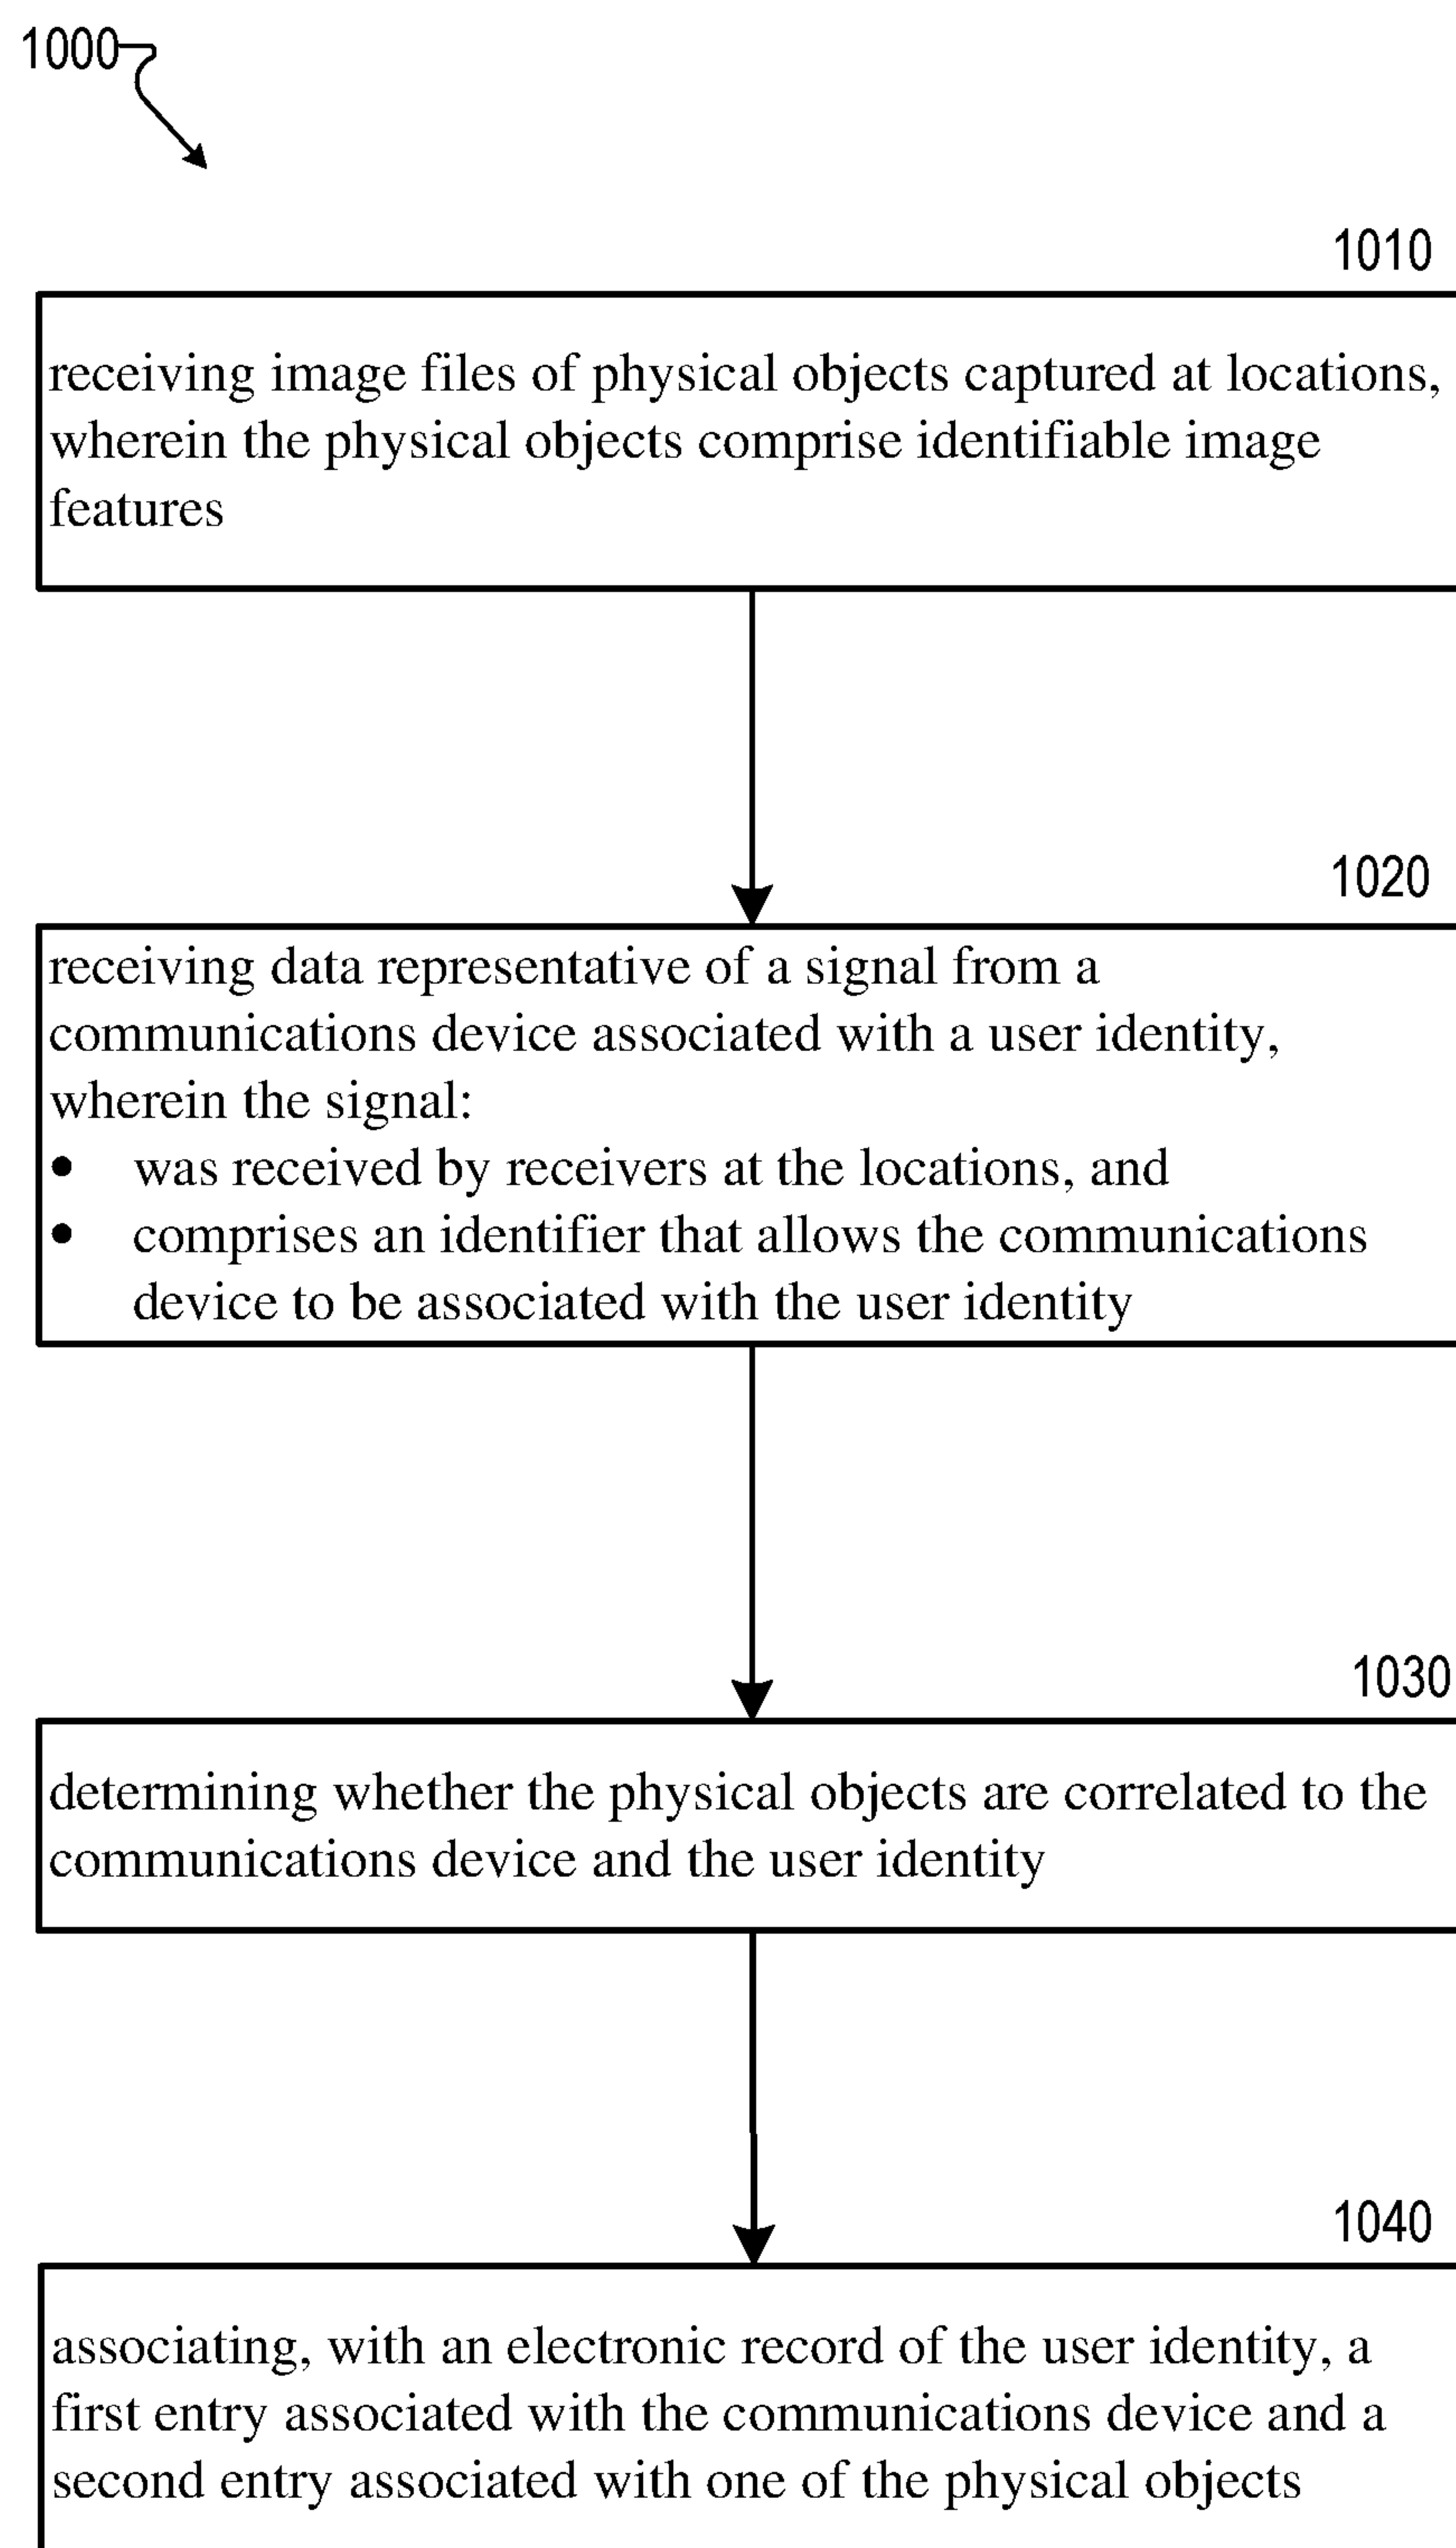 1000
1010
receiving image files of physical objects captured at locations,
wherein the physical objects comprise identifiable image
features
1020
receiving data representative of a signal from a
communications device associated with a user identity,
wherein the signal:
• was received by receivers at the locations, and
• comprises an identifier that allows the communications
device to be associated with the user identity
1030
determining whether the physical objects are correlated to the
communications device and the user identity
1040
associating, with an electronic record of the user identity, a
first entry associated with the communications device and a
second entry associated with one of the physical objects